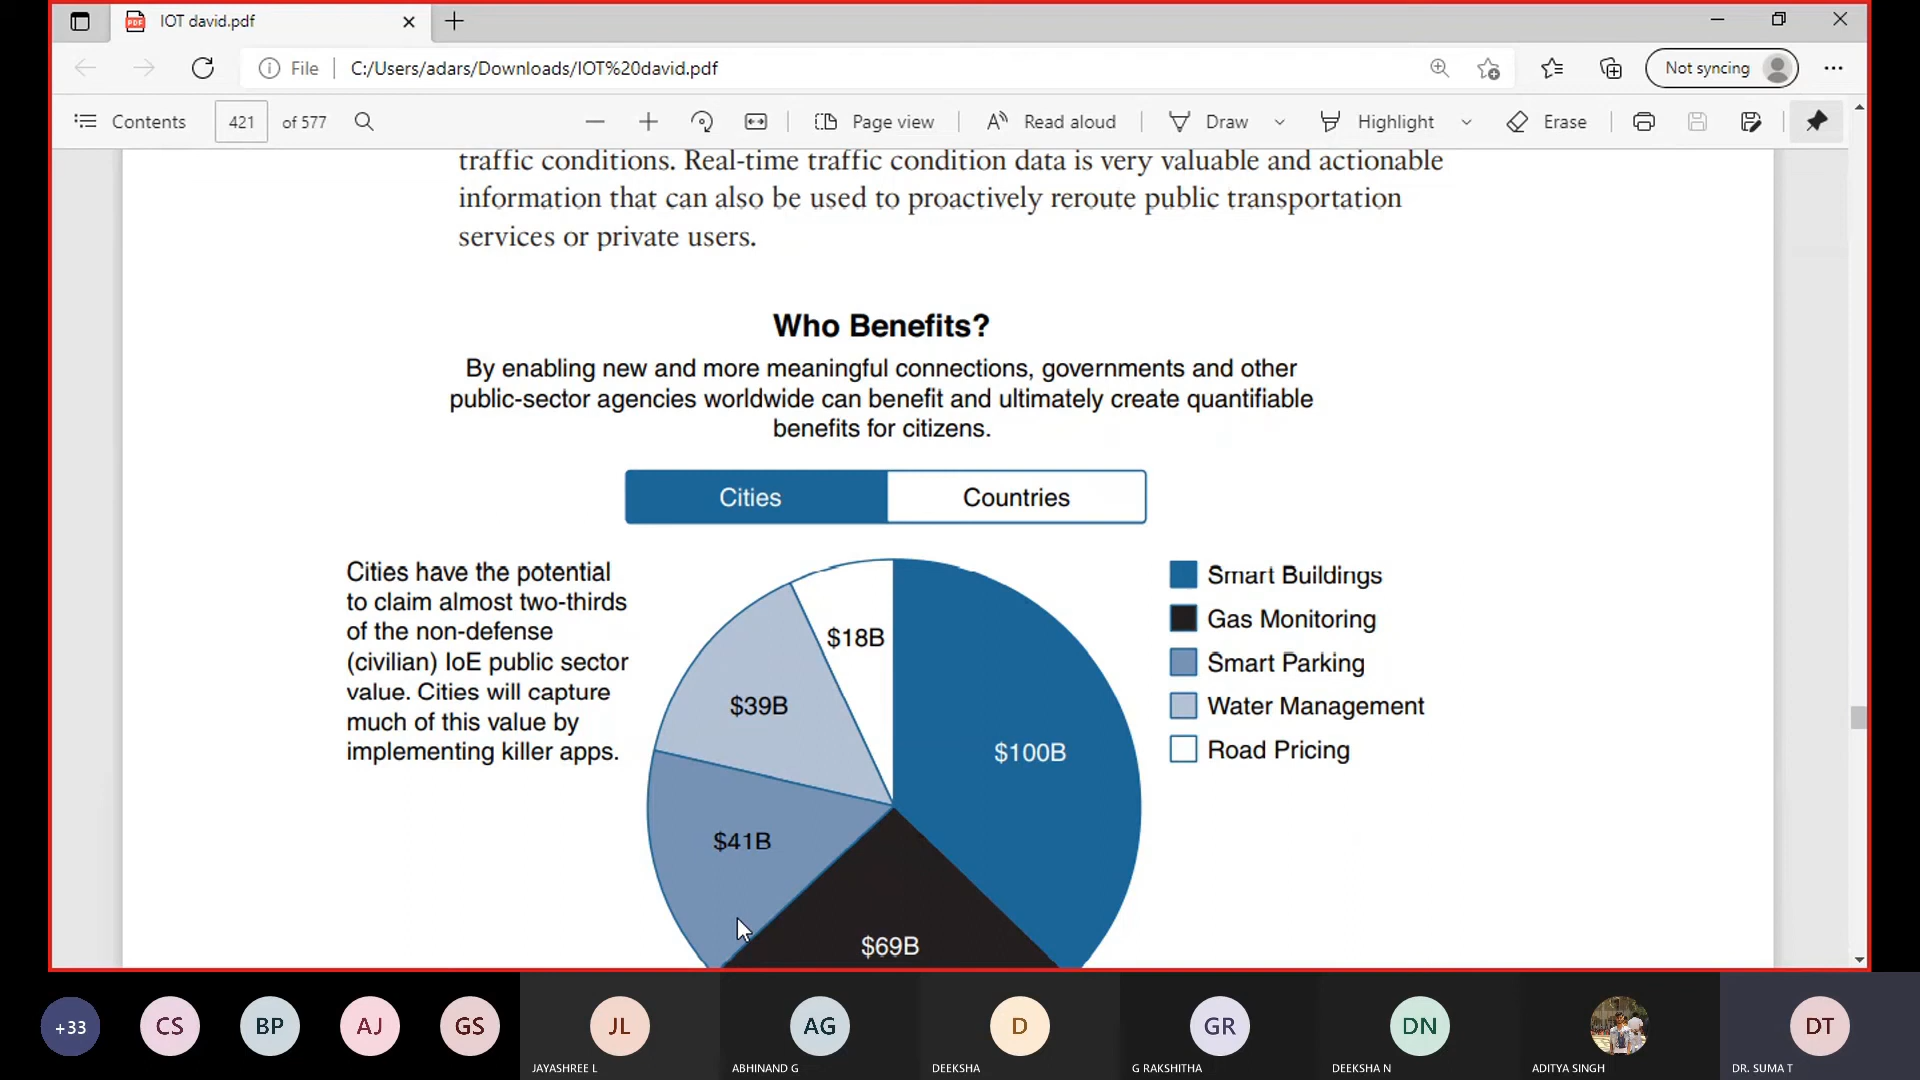 IOT david.pdf
File
C:/Users/adars/Downloads/IOT%20david.pdf
Not syncing
Contents
421 of 577
Page view
Read aloud
Draw
Highlight
Erase
traffic conditions. Real-time traffic condition data is very valuable and actionable
information that can also be used to proactively reroute public transportation
services or private users.
Who Benefits?
By enabling new and more meaningful connections, governments and other
public-sector agencies worldwide can benefit and ultimately create quantifiable
benefits for citizens.
Cities
Countries
Cities have the potential
to claim almost two-thirds
of the non-defense
(civilian) IoE public sector
value. Cities will capture
much of this value by
implementing killer apps.
$18B
$39B
$100B
$41B
$69B
Smart Buildings
Gas Monitoring
Smart Parking
Water Management
Road Pricing
+33
CS
BP
AJ
GS
JL
AG
D
GR
DN
DT
JAYASHREE L
ABHINAND G
DEEKSHA
G RAKSHITHA
DEEKSHA N
ADITYA SINGH
DR. SUMA T